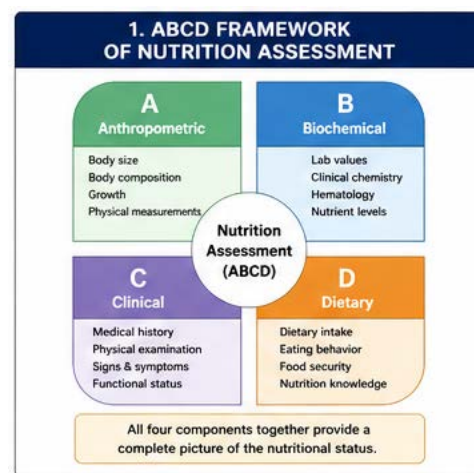 1. ABCD FRAMEWORK
OF NUTRITION ASSESSMENT
A
Anthropometric
Body size
Body composition
Growth
Physical measurements
B
Biochemical
Lab values
Clinical chemistry
Hematology
Nutrient levels
Nutrition
Assessment
(ABCD)
C
Clinical
Medical history
Physical examination
Signs & symptoms
Functional status
D
Dietary
Dietary intake
Eating behavior
Food security
Nutrition knowledge
All four components together provide a
complete picture of the nutritional status.